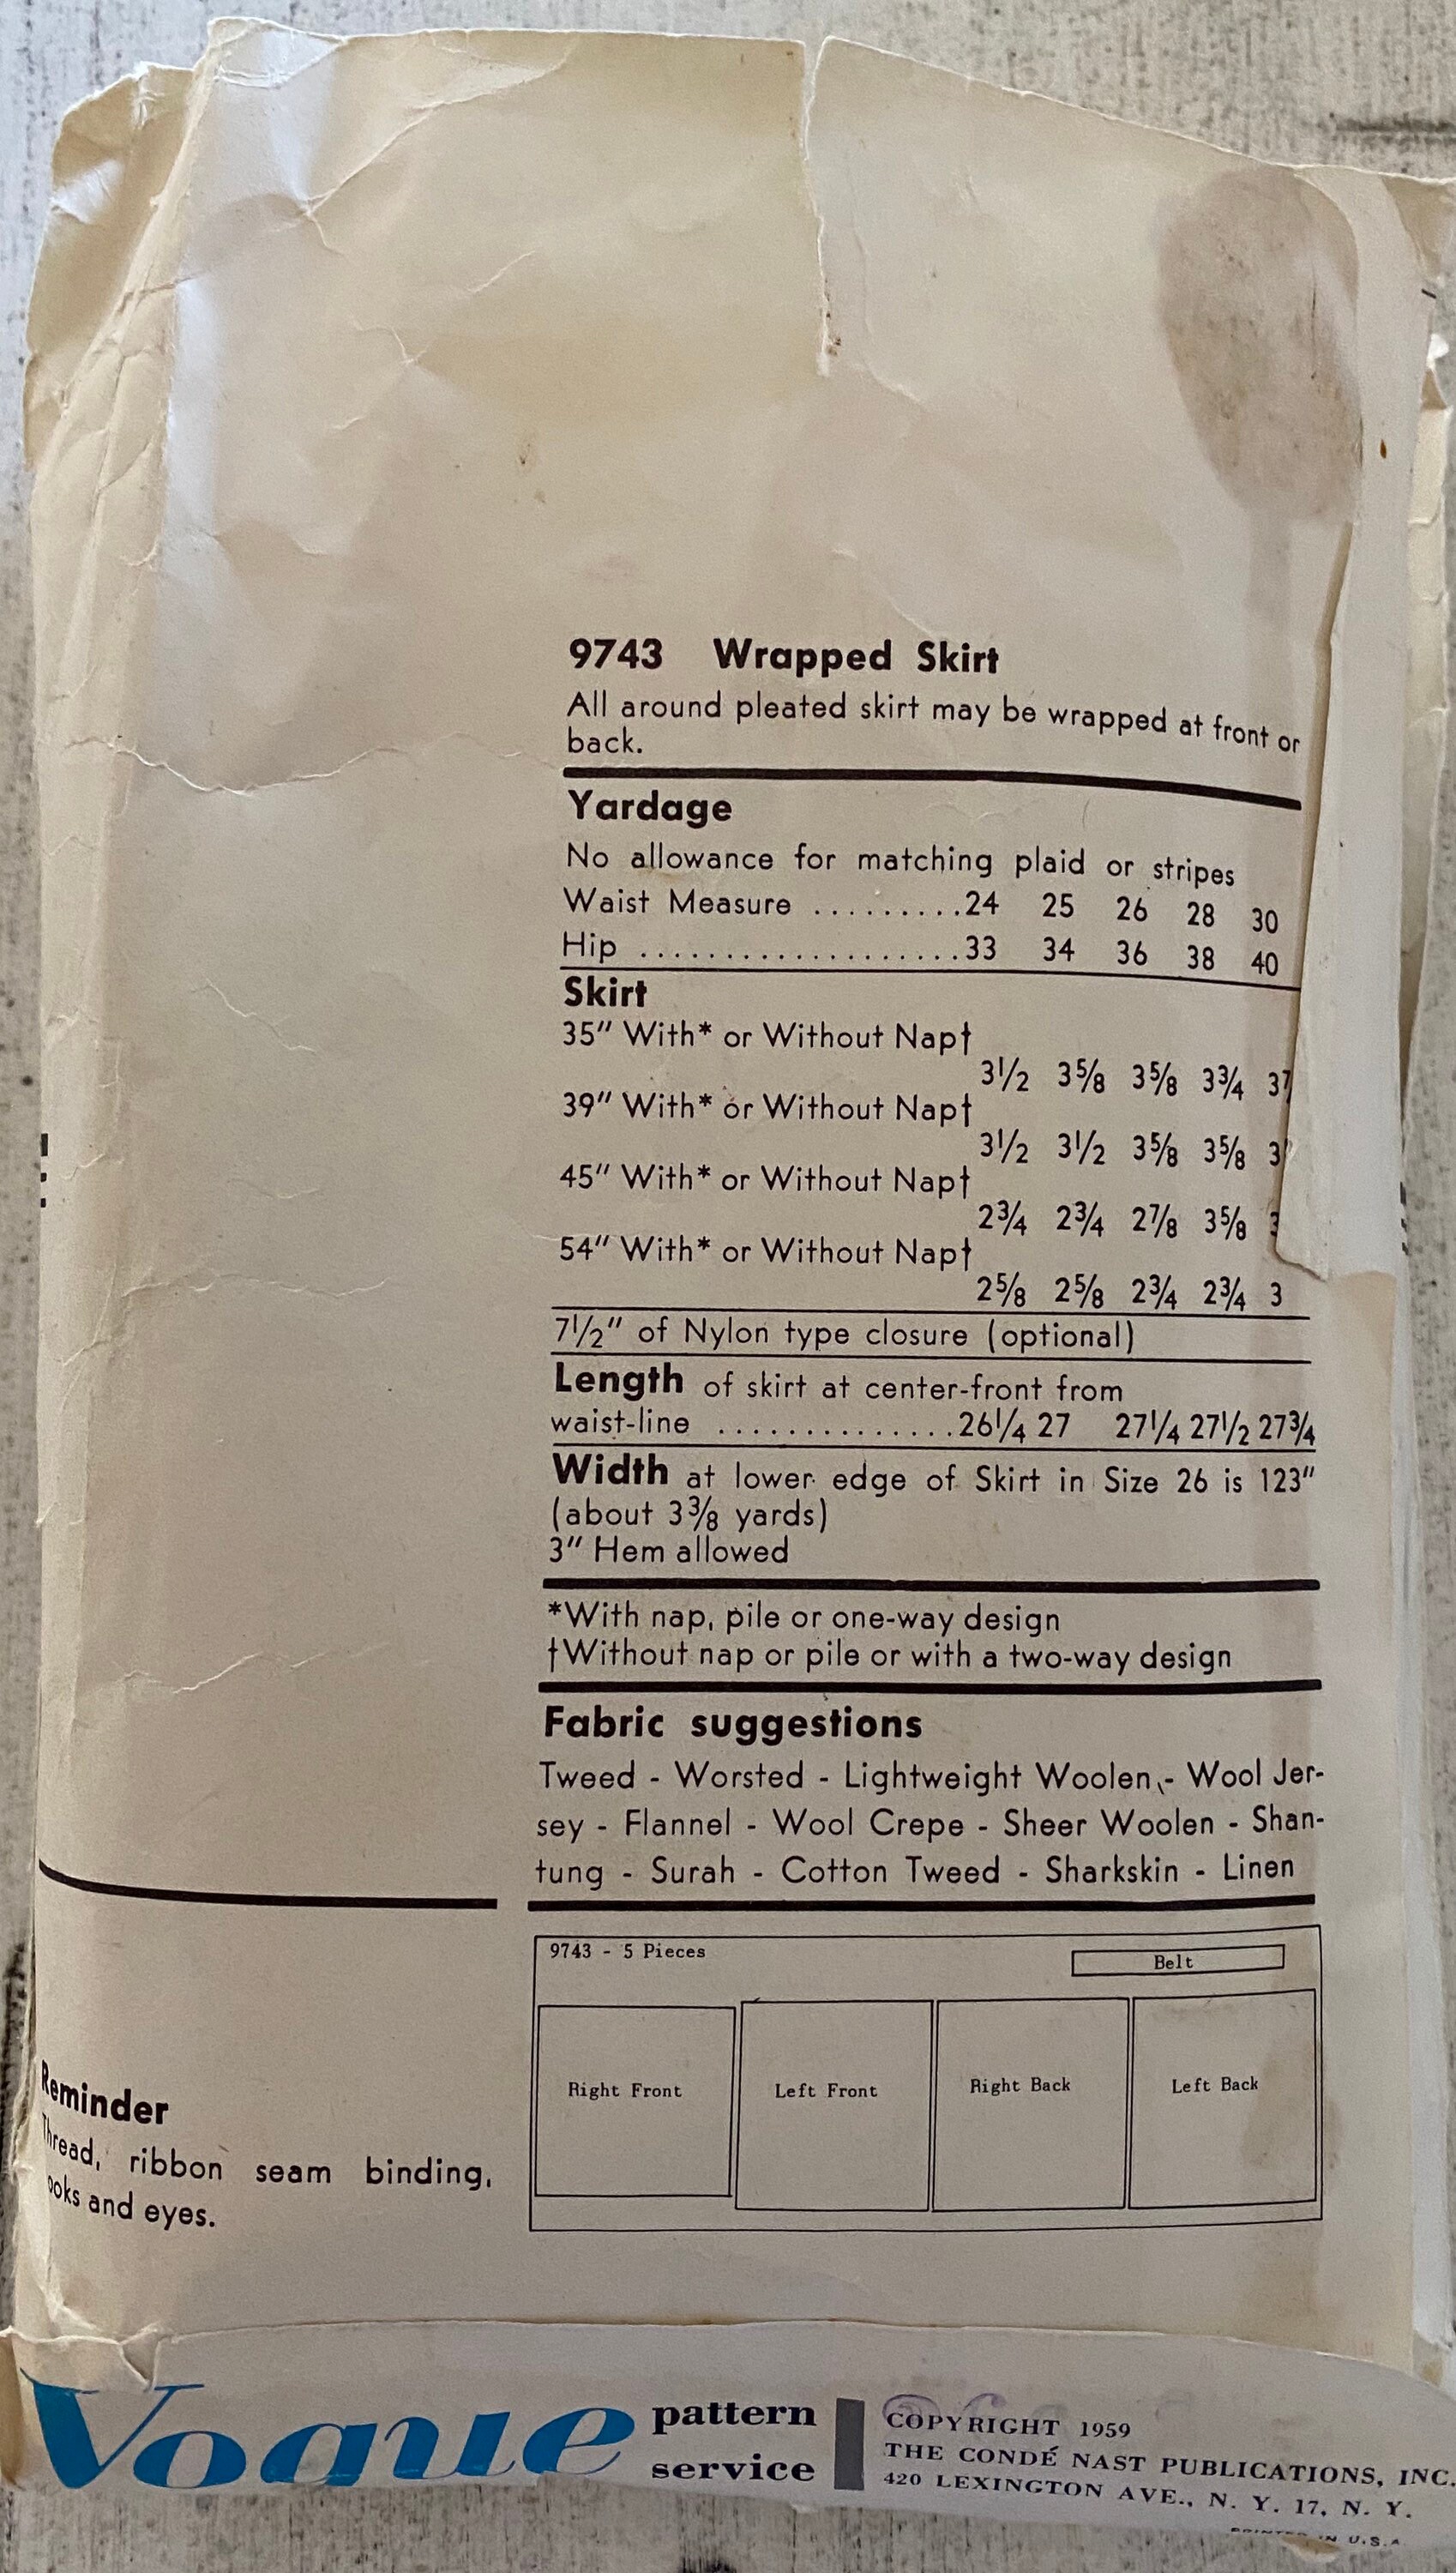 9743 Wrapped Skirt
All around pleated skirt may be wrapped at front or
back.
Yardage
No allowance for matching plaid or stripes
Waist Measure .........24 25 26 28 30
Hip ...................33 34 36 38 40
Skirt
35" With* or Without Nap†
3½ 3⅝ 3⅝ 3¾
39" With* or Without Nap†
3½ 3½ 3⅝ 3⅝
45" With* or Without Nap†
2¾ 2¾ 2⅞ 3⅝
54" With* or Without Nap†
2⅝ 2⅝ 2¾ 2¾ 3
7½" of Nylon type closure (optional)
Length of skirt at center-front from
waist-line ..............26¼ 27 27¼ 27½ 27¾
Width at lower edge of Skirt in Size 26 is 123"
(about 3⅜ yards)
3" Hem allowed
*With nap, pile or one-way design
†Without nap or pile or with a two-way design
Fabric suggestions
Tweed - Worsted - Lightweight Woolen - Wool Jer-
sey - Flannel - Wool Crepe - Sheer Woolen - Shan-
tung - Surah - Cotton Tweed - Sharkskin - Linen
9743 - 5 Pieces
Belt
Right Front Left Front Right Back Left Back
Reminder
Thread, ribbon seam binding,
ooks and eyes.
Vogue pattern service
COPYRIGHT 1959
THE CONDÉ NAST PUBLICATIONS, INC.
420 LEXINGTON AVE., N. Y. 17, N. Y.
PRINTED IN U.S.A